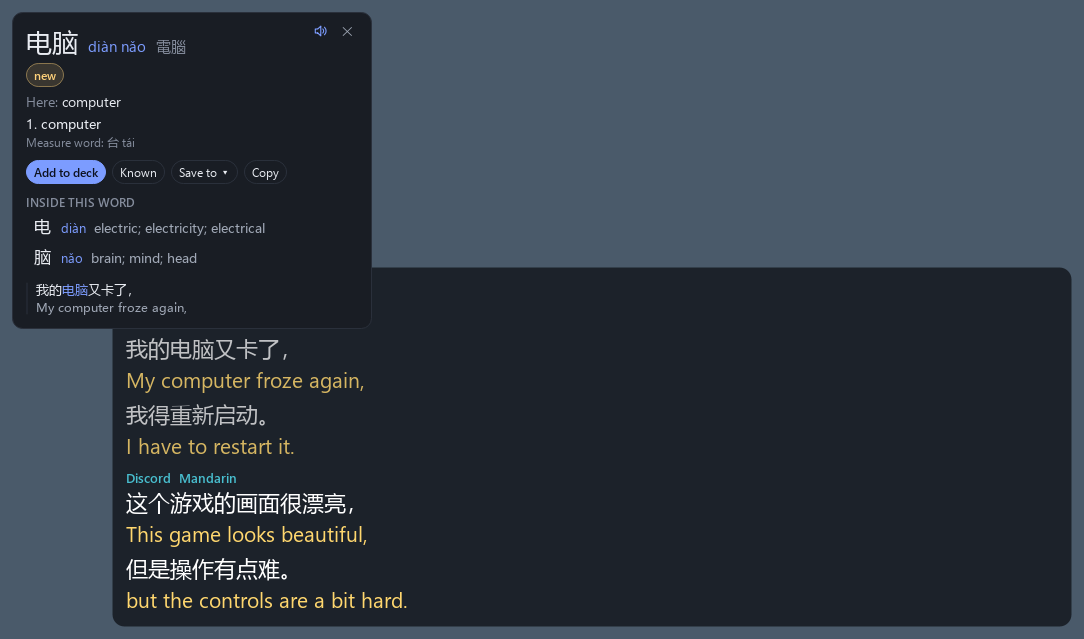 电脑 diàn nǎo 電腦
new
Here: computer
1. computer
Measure word: 台 tái
Add to deck Known Save to ▾ Copy
INSIDE THIS WORD
电 diàn electric; electricity; electrical
脑 nǎo brain; mind; head
我的电脑又卡了，
My computer froze again,
我的电脑又卡了，
My computer froze again,
我得重新启动。
I have to restart it.
Discord Mandarin
这个游戏的画面很漂亮，
This game looks beautiful,
但是操作有点难。
but the controls are a bit hard.